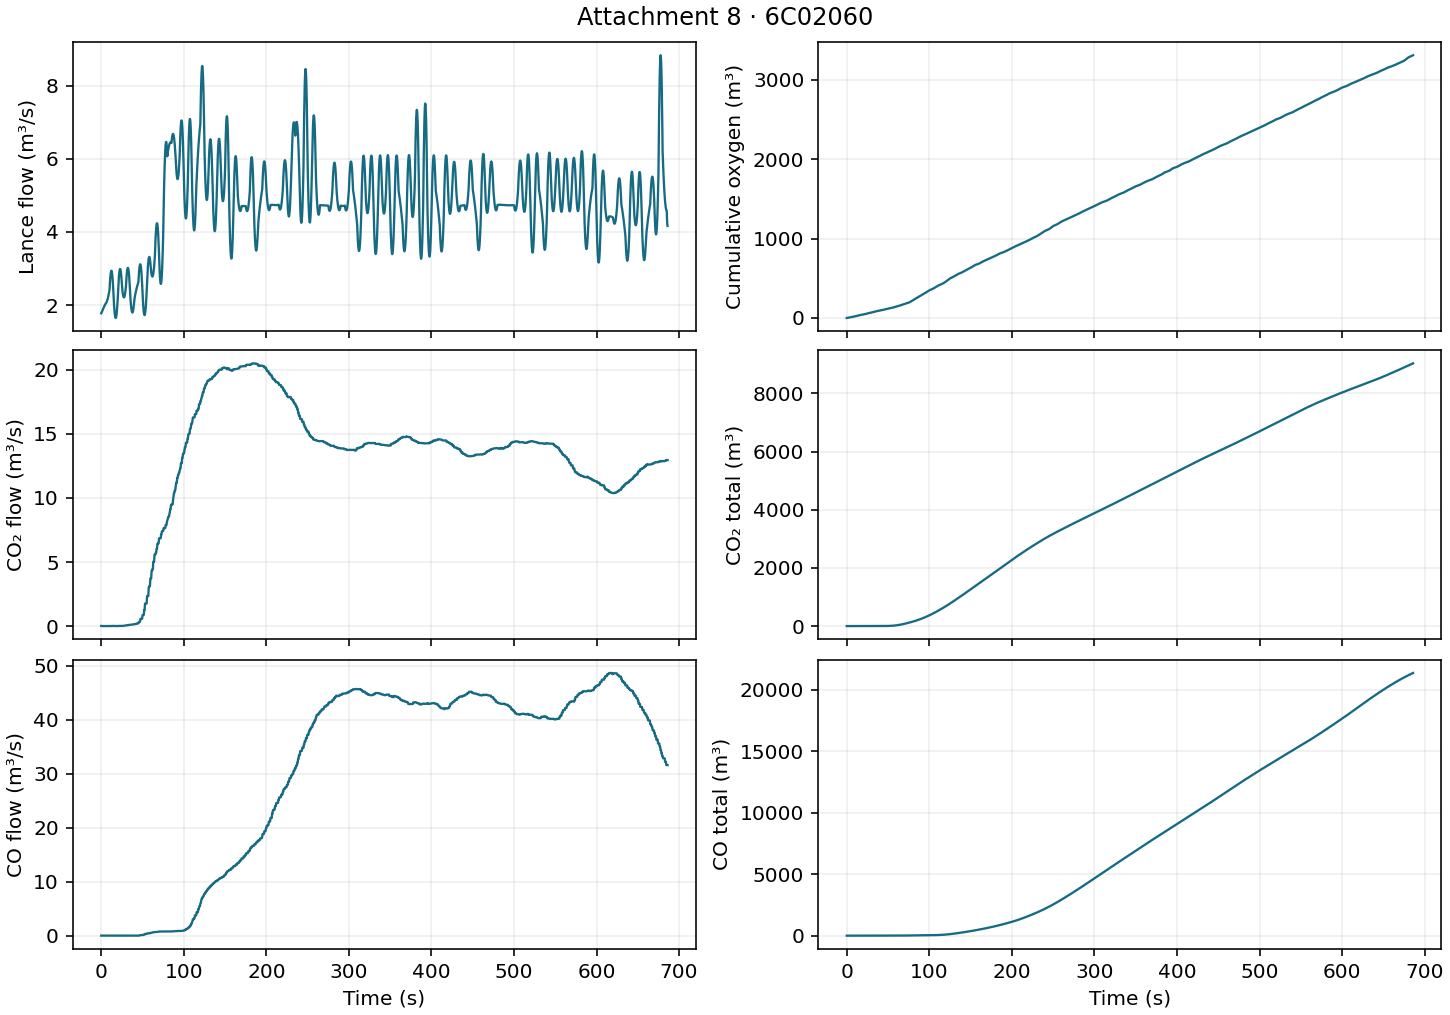 Attachment 8 · 6C02060
Lance flow (m³/s)
8
6
4
2
Cumulative oxygen (m³)
3000
2000
1000
0
CO₂ flow (m³/s)
20
15
10
5
0
CO₂ total (m³)
8000
6000
4000
2000
0
CO flow (m³/s)
50
40
30
20
10
0
0 100 200 300 400 500 600 700
Time (s)
CO total (m³)
20000
15000
10000
5000
0
0 100 200 300 400 500 600 700
Time (s)